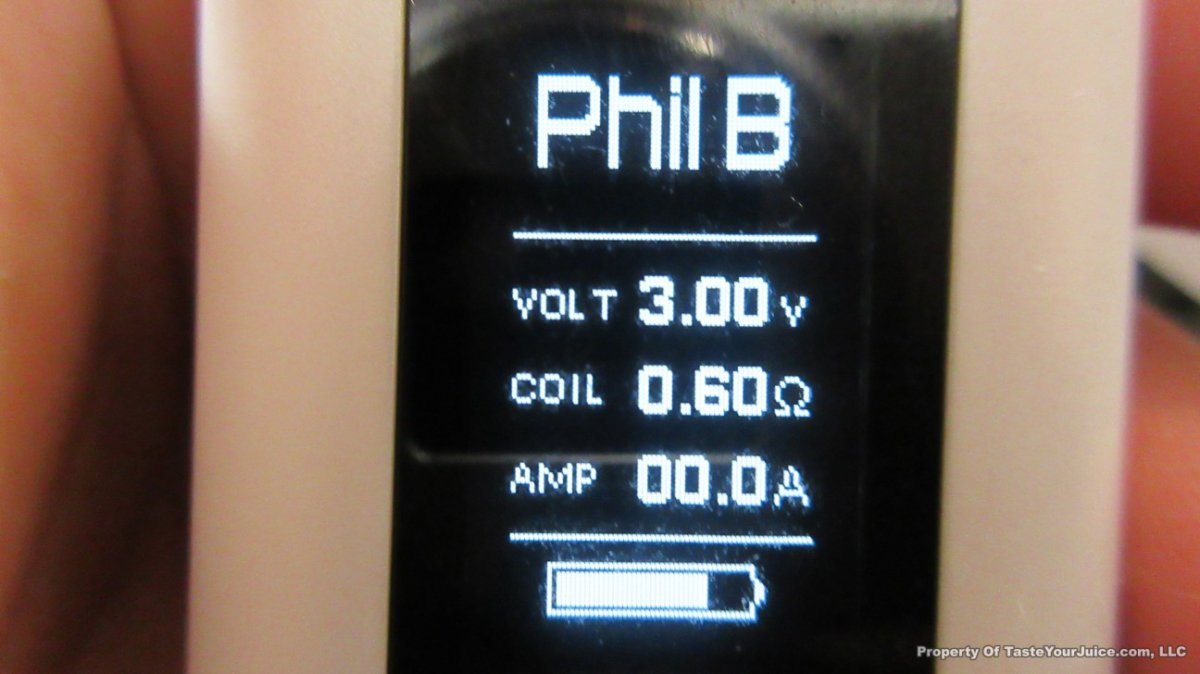 Phil B
VOLT 3.00 V
COIL 0.60 Ω
AMP 00.0 A
Property Of TasteYourJuice.com, LLC